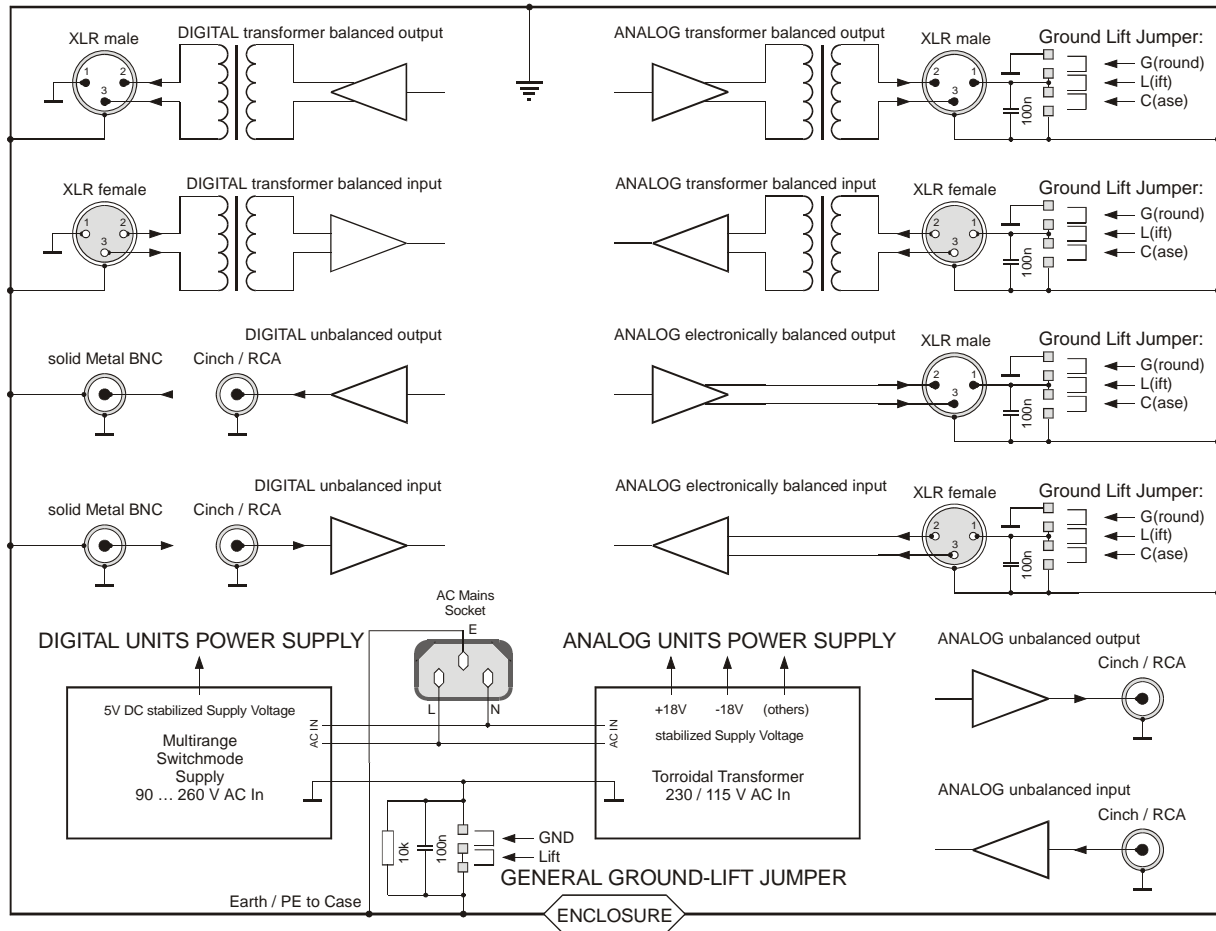 XLR male
DIGITAL transformer balanced output
1
2
3
ANALOG transformer balanced output
XLR male
Ground Lift Jumper:
2
1
3
100n
G(round)
L(ift)
C(ase)
XLR female
DIGITAL transformer balanced input
1
2
3
ANALOG transformer balanced input
XLR female
Ground Lift Jumper:
2
1
3
100n
G(round)
L(ift)
C(ase)
DIGITAL unbalanced output
solid Metal BNC
Cinch / RCA
ANALOG electronically balanced output
XLR male
Ground Lift Jumper:
2
1
3
100n
G(round)
L(ift)
C(ase)
DIGITAL unbalanced input
solid Metal BNC
Cinch / RCA
ANALOG electronically balanced input
XLR female
Ground Lift Jumper:
2
1
3
100n
G(round)
L(ift)
C(ase)
AC Mains
Socket
E
L
N
DIGITAL UNITS POWER SUPPLY
5V DC stabilized Supply Voltage
Multirange
Switchmode
Supply
90 ... 260 V AC In
AC IN
ANALOG UNITS POWER SUPPLY
+18V
-18V
(others)
stabilized Supply Voltage
AC IN
Torroidal Transformer
230 / 115 V AC In
ANALOG unbalanced output
Cinch / RCA
ANALOG unbalanced input
Cinch / RCA
10k
100n
GND
Lift
GENERAL GROUND-LIFT JUMPER
Earth / PE to Case
ENCLOSURE